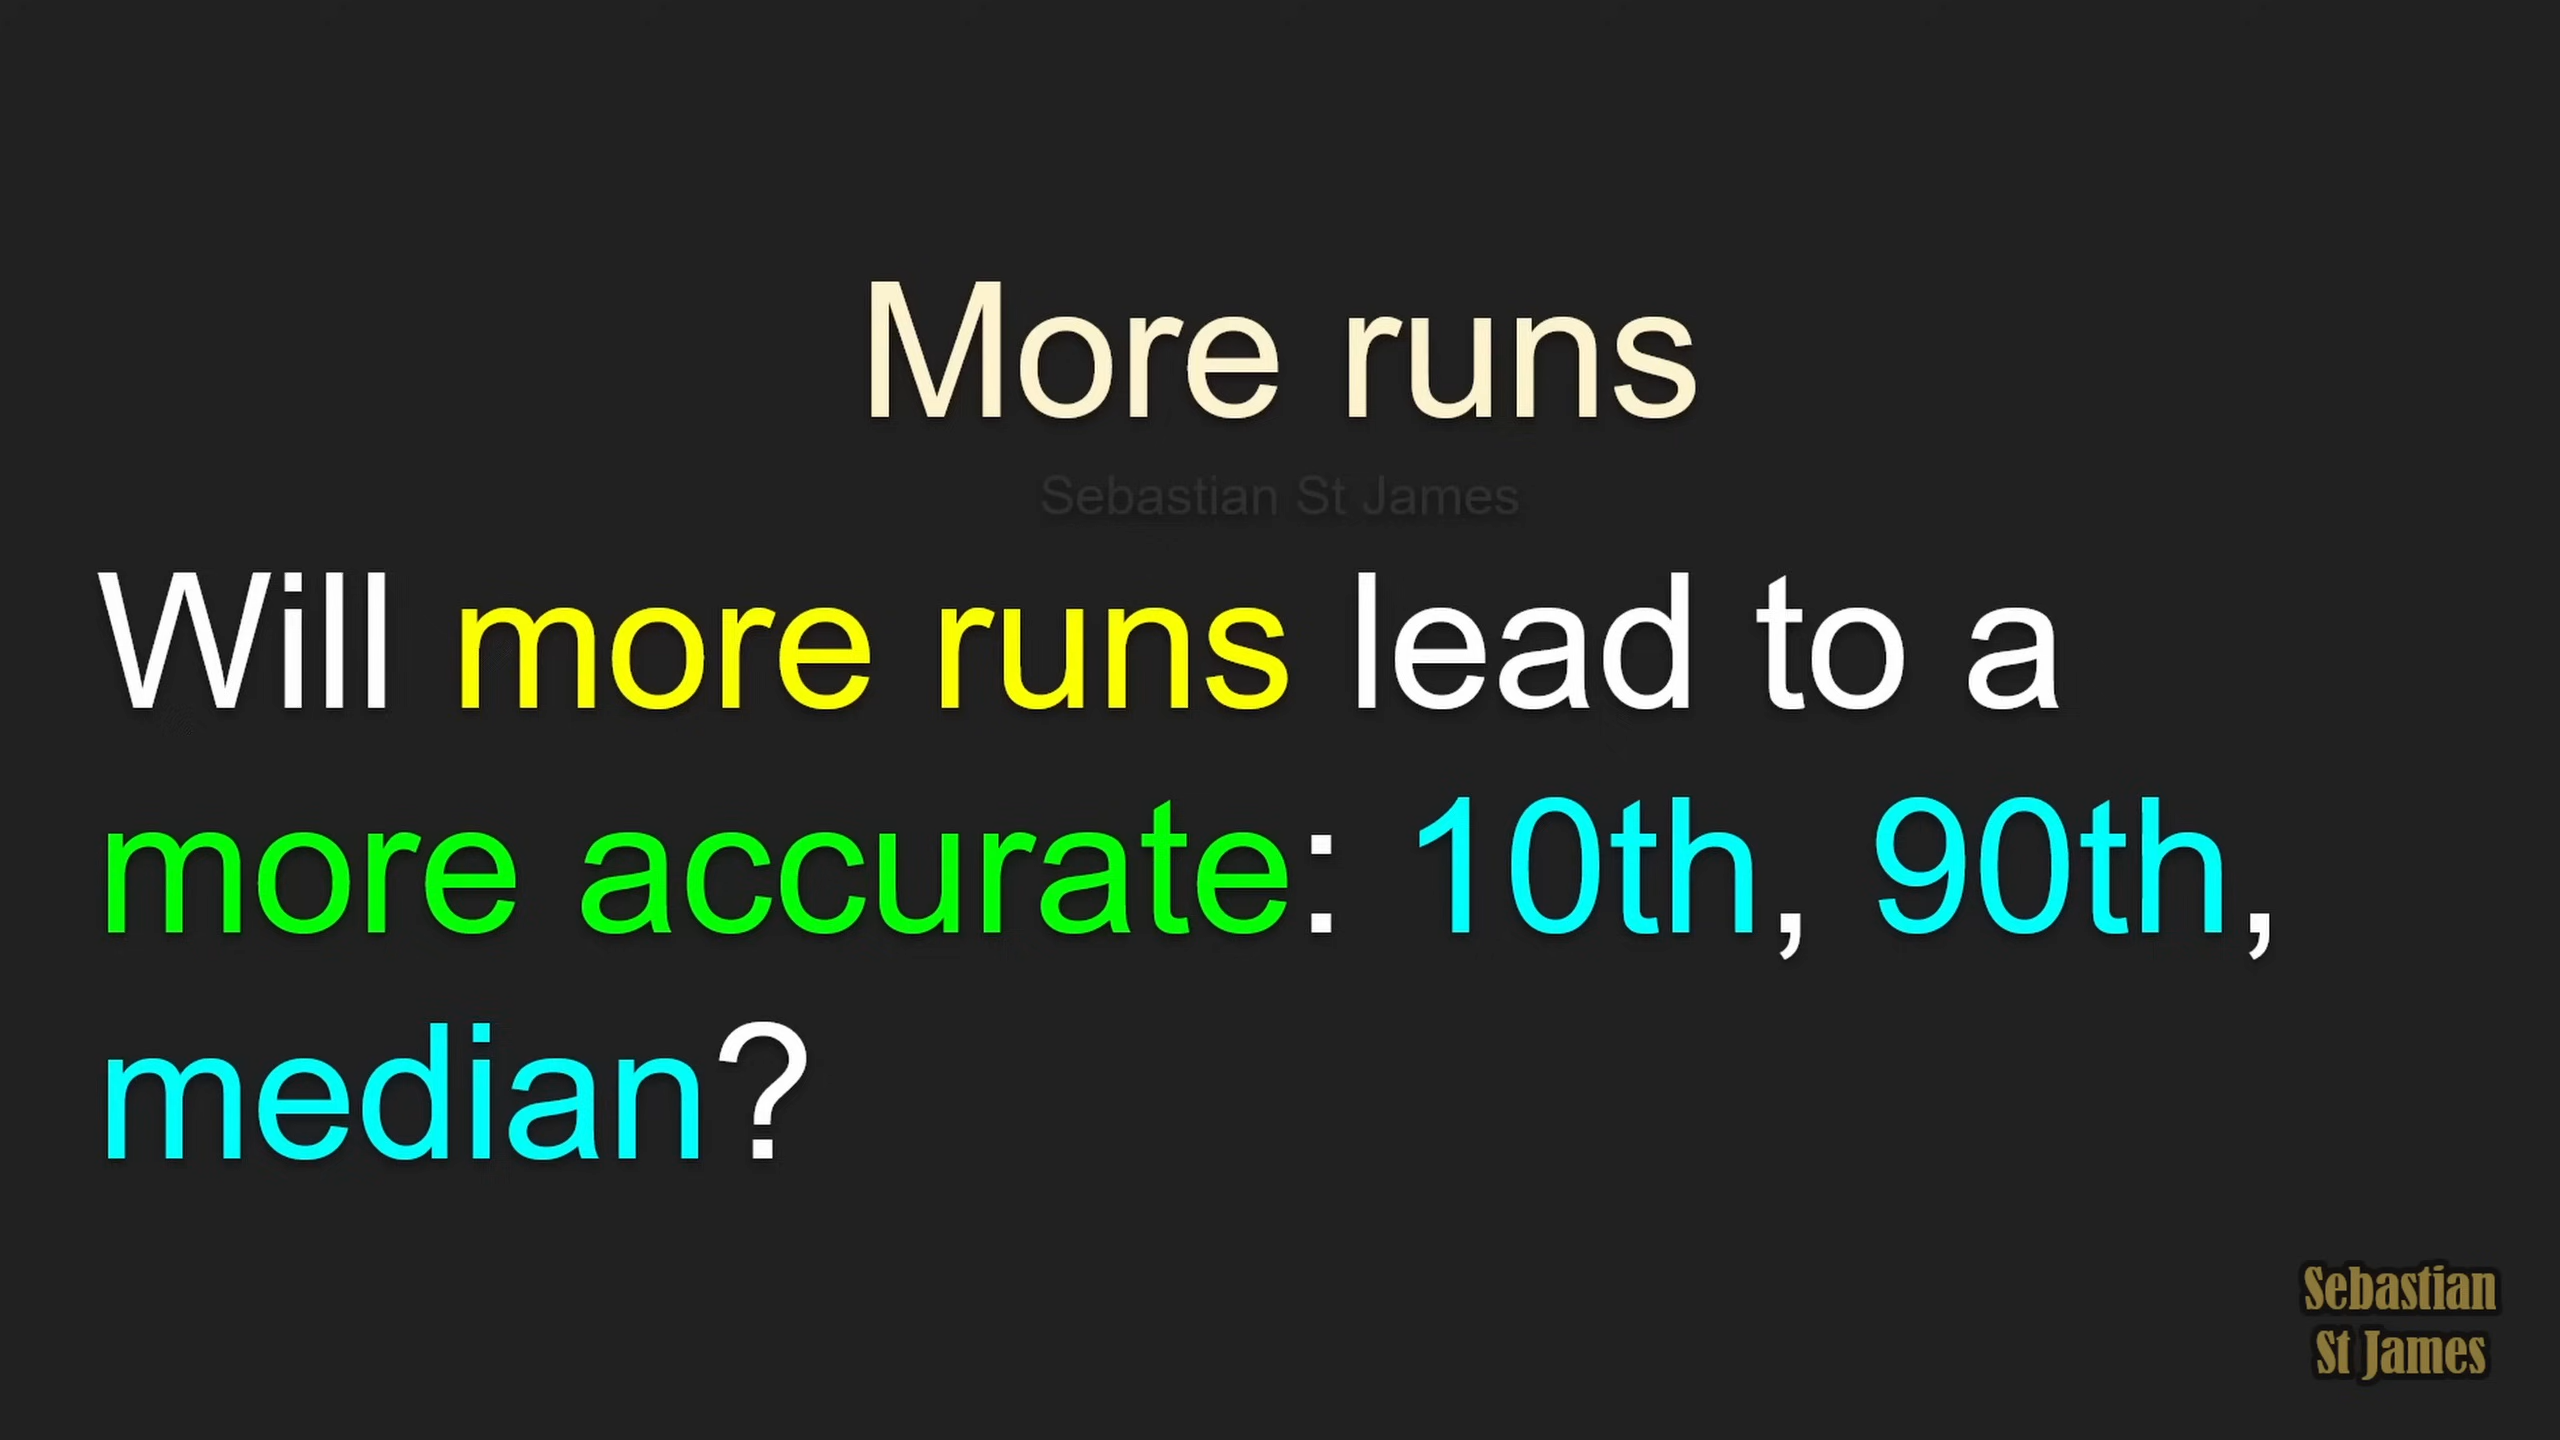 More runs
Sebastian St James
Will more runs lead to a
more accurate: 10th, 90th,
median?
Sebastian
St James